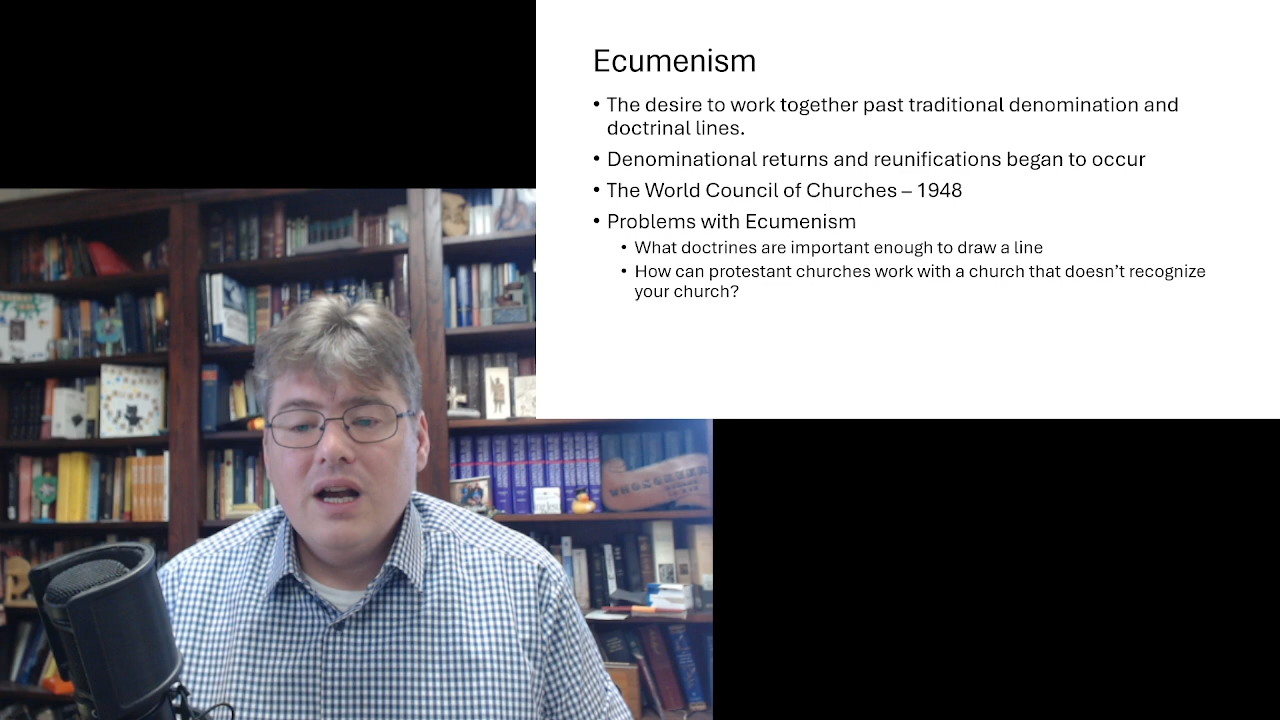 Ecumenism
• The desire to work together past traditional denomination and
doctrinal lines.
• Denominational returns and reunifications began to occur
• The World Council of Churches – 1948
• Problems with Ecumenism
• What doctrines are important enough to draw a line
• How can protestant churches work with a church that doesn't recognize
your church?